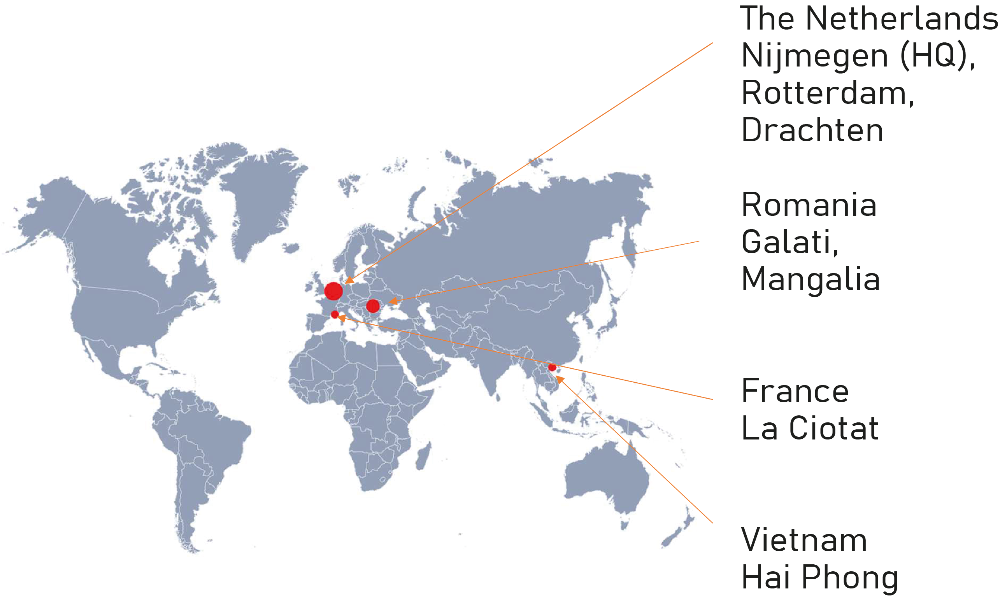 The Netherlands
Nijmegen (HQ),
Rotterdam,
Drachten
Romania
Galati,
Mangalia
France
La Ciotat
Vietnam
Hai Phong